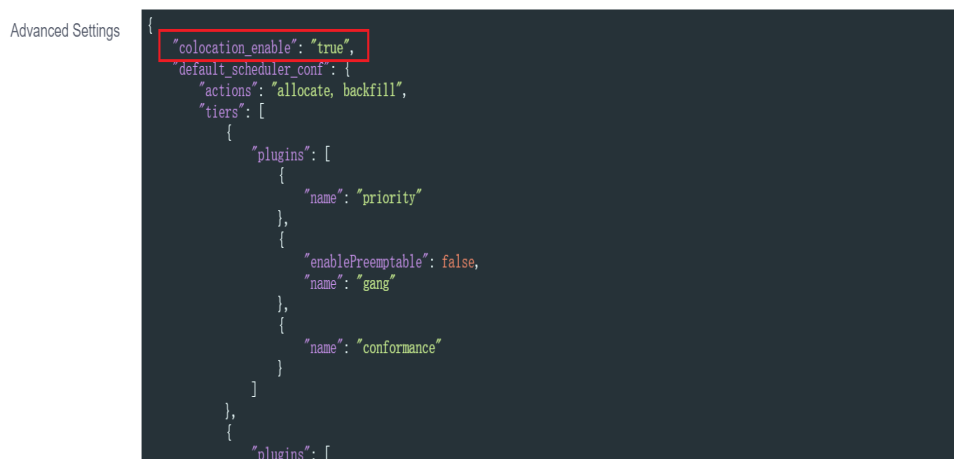 Advanced Settings
{
"colocation_enable": "true",
"default_scheduler_conf": {
"actions": "allocate, backfill",
"tiers": [
{
"plugins": [
{
"name": "priority"
},
{
"enablePreemptable": false,
"name": "gang"
},
{
"name": "conformance"
}
]
},
{
"plugins": [